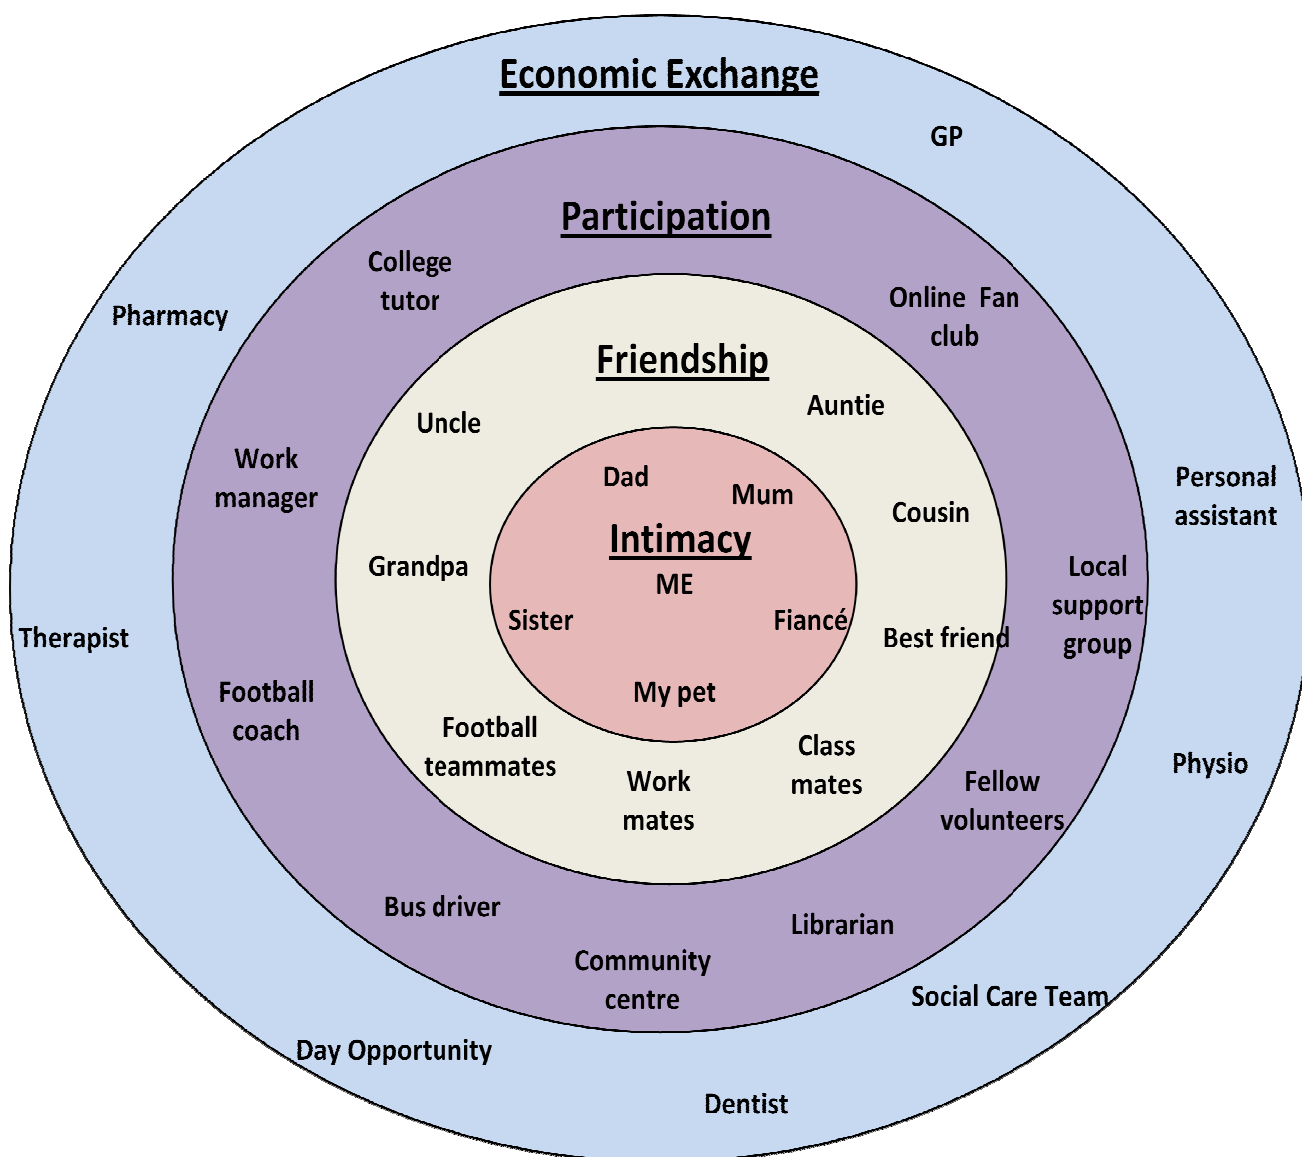 Economic Exchange
GP
Participation
College
tutor
Online Fan
club
Pharmacy
Friendship
Auntie
Uncle
Work
manager
Dad
Mum
Personal
assistant
Cousin
Intimacy
ME
Grandpa
Local
support
group
Sister
Fiancé
Best friend
Therapist
My pet
Football
coach
Football
teammates
Class
mates
Work
mates
Physio
Fellow
volunteers
Bus driver
Librarian
Community
centre
Social Care Team
Day Opportunity
Dentist